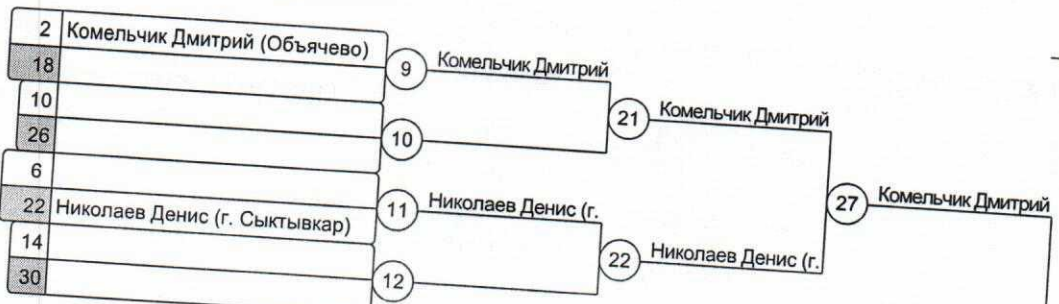 2 Комельчик Дмитрий (Объячево)
18
9 Комельчик Дмитрий
10
26
10
21 Комельчик Дмитрий
6
22 Николаев Денис (г. Сыктывкар)
11 Николаев Денис (г.
14
30
12
22 Николаев Денис (г.
27 Комельчик Дмитрий